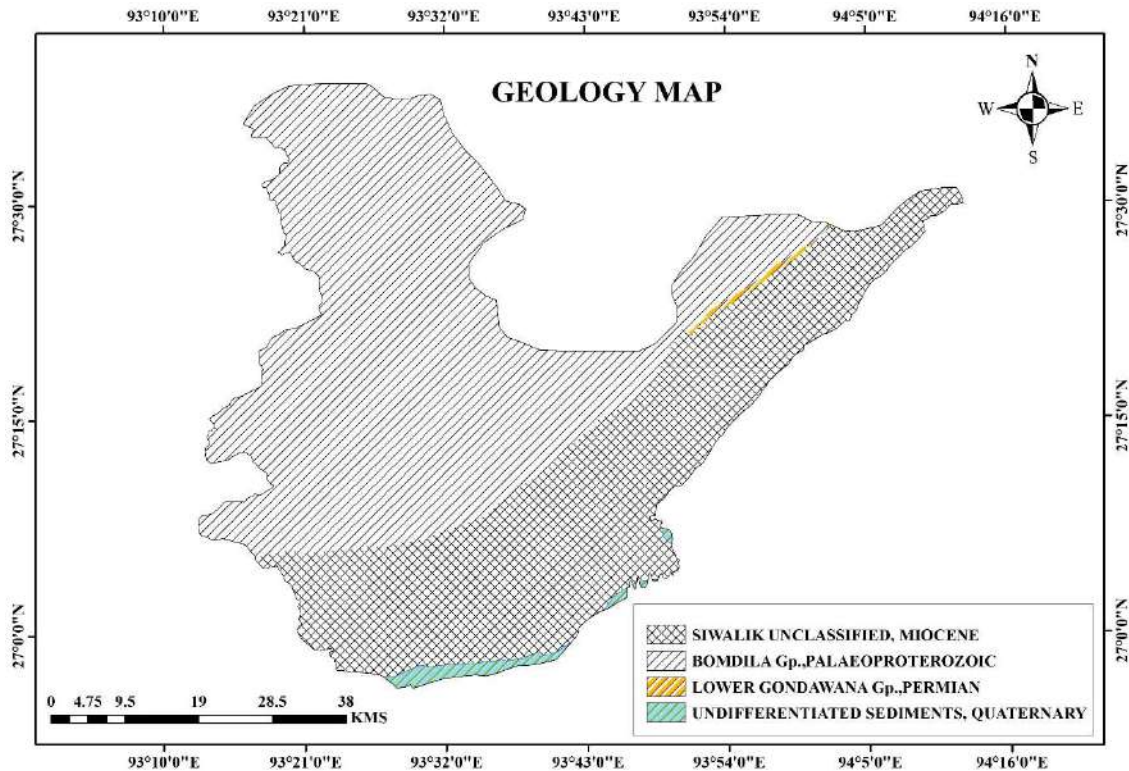 93°10'0"E 93°21'0"E 93°32'0"E 93°43'0"E 93°54'0"E 94°5'0"E 94°16'0"E
GEOLOGY MAP
N
W E
S
27°30'0"N 27°30'0"N
27°15'0"N 27°15'0"N
27°0'0"N 27°0'0"N
SIWALIK UNCLASSIFIED, MIOCENE
BOMDILA Gp.,PALAEOPROTEROZOIC
LOWER GONDAWANA Gp.,PERMIAN
UNDIFFERENTIATED SEDIMENTS, QUATERNARY
0 4.75 9.5 19 28.5 38
KMS
93°10'0"E 93°21'0"E 93°32'0"E 93°43'0"E 93°54'0"E 94°5'0"E 94°16'0"E